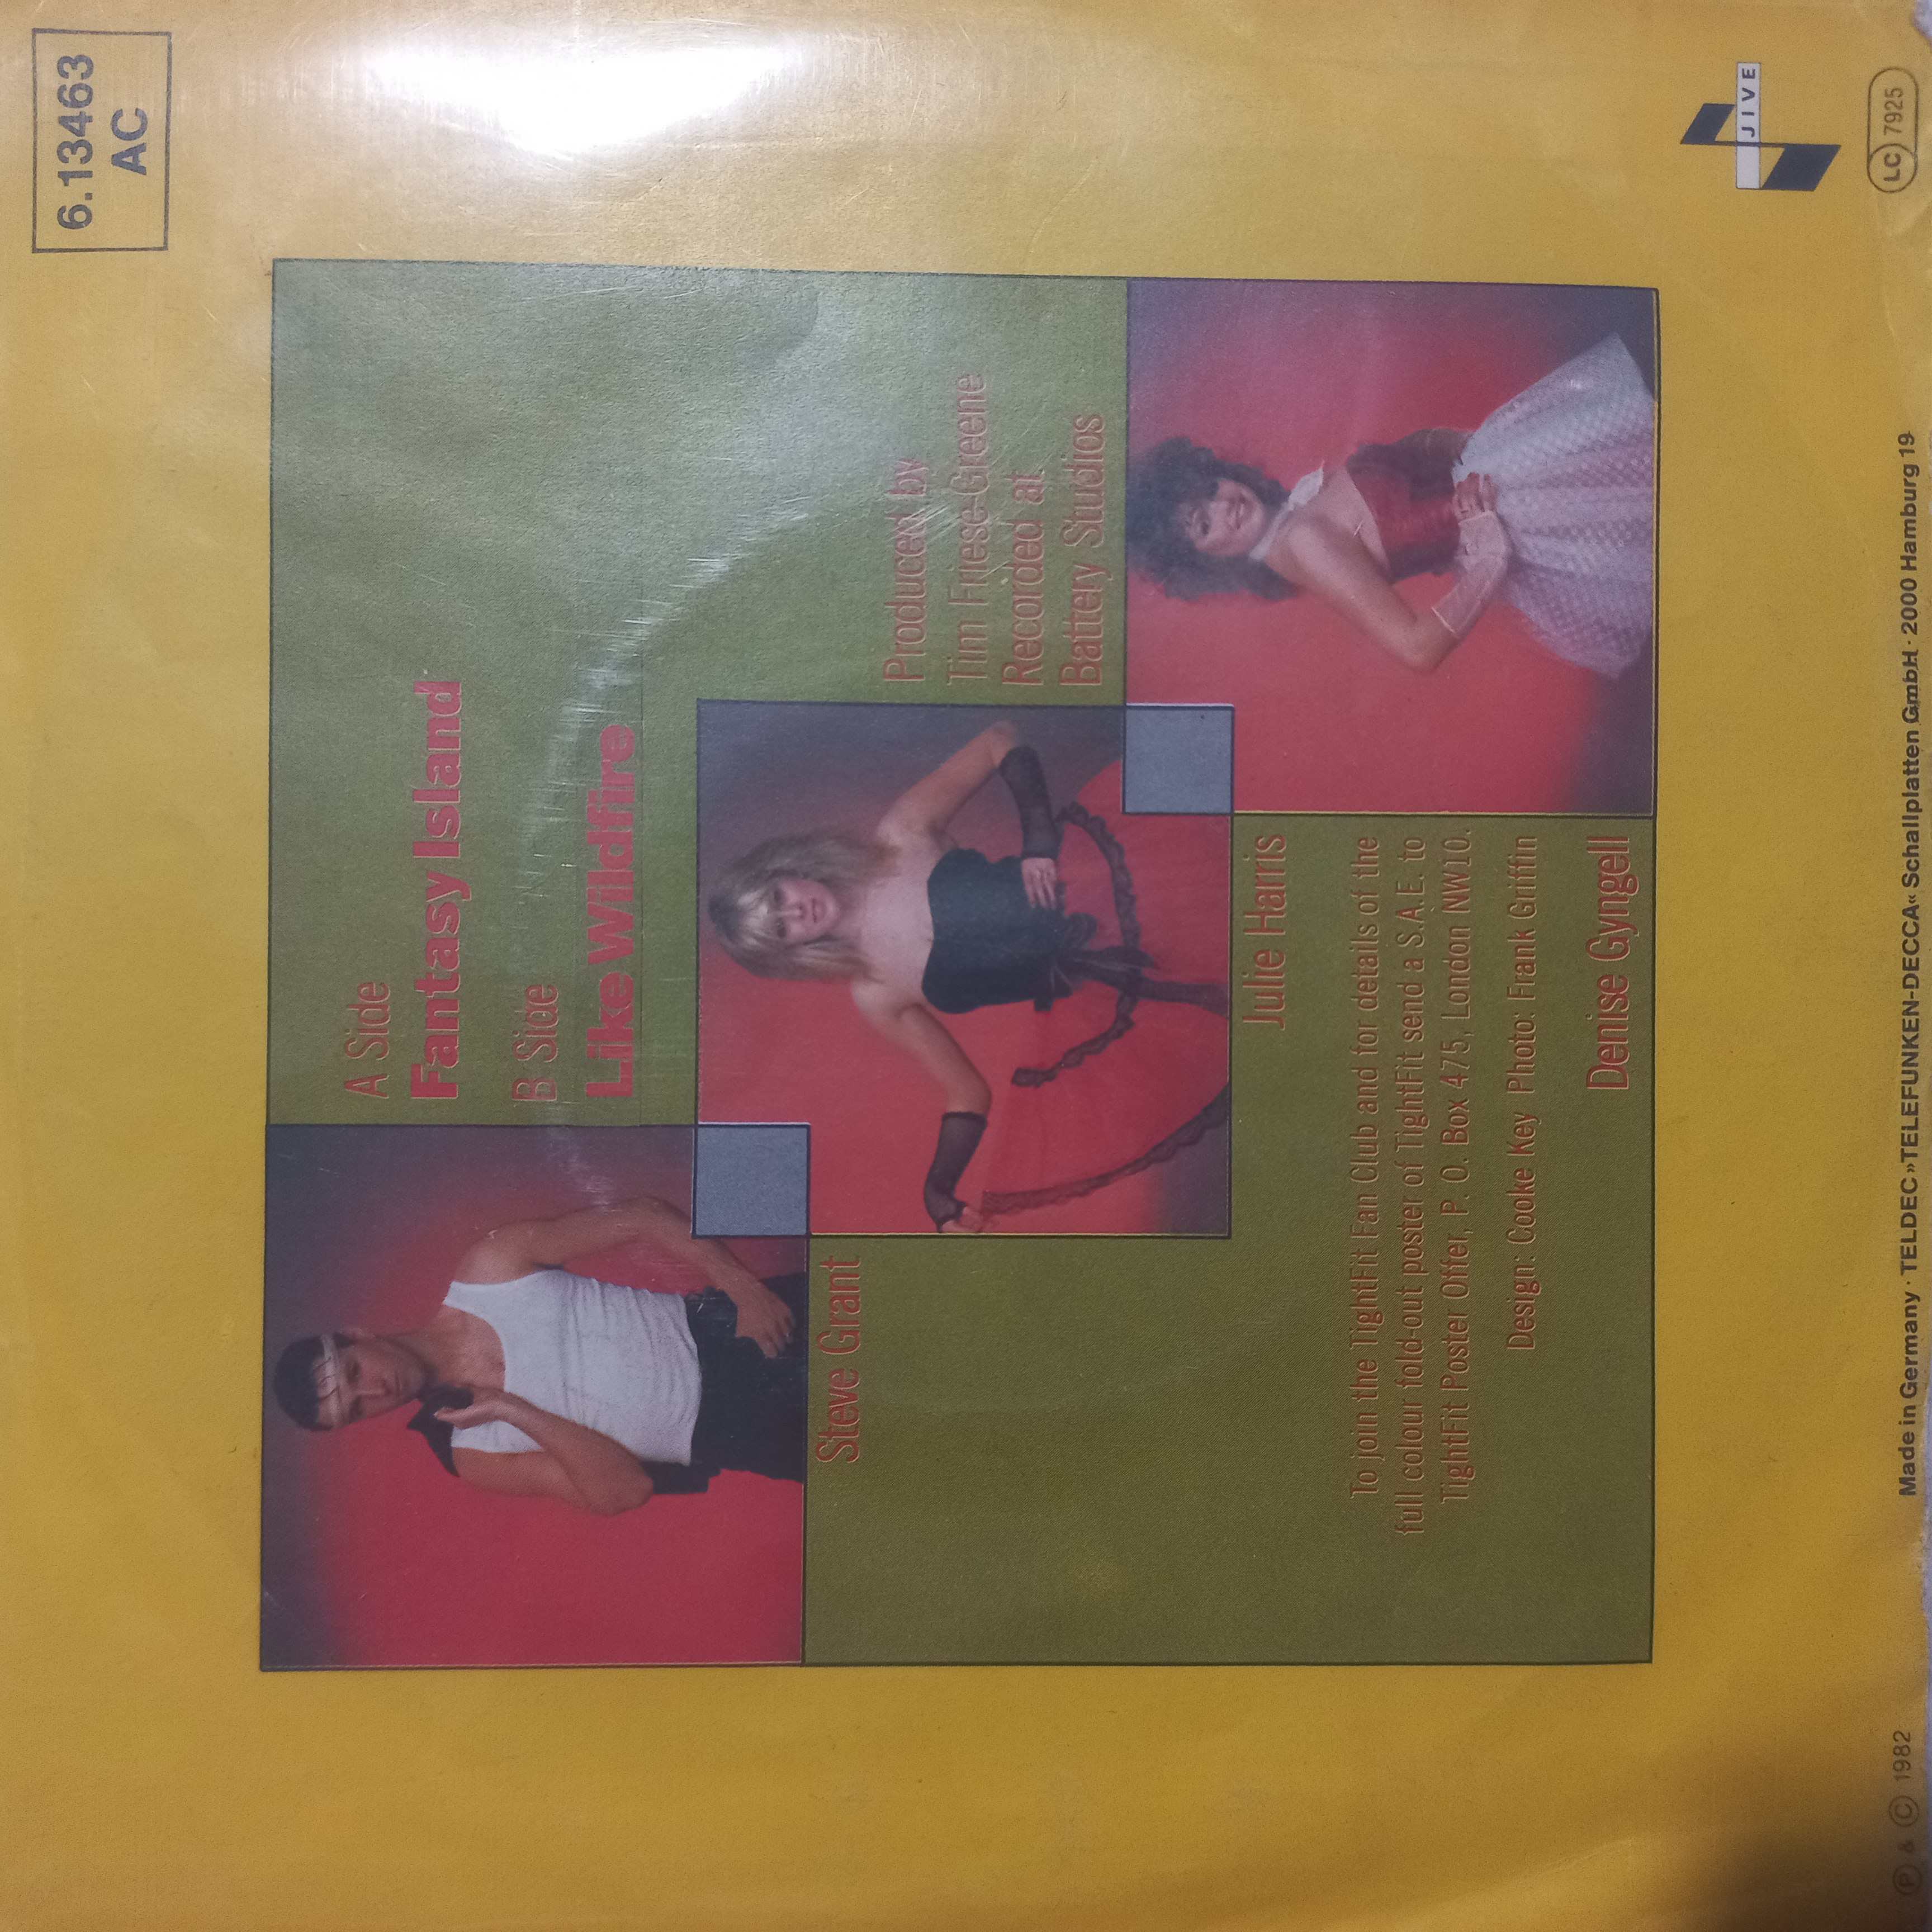 6.13463
AC
A Side
Fantasy Island
B Side
Like Wildfire
Produced by
Tim Friese-Greene
Recorded at
Battery Studios
Steve Grant
Julie Harris
To join the TightFit Fan Club and for details of the
full colour fold-out poster of TightFit send a S.A.E. to
TightFit Poster Offer, P. O. Box 475, London NW10.
Design: Cooke Key Photo: Frank Griffin
Denise Gyngell
JIVE
LC 7925
Ⓟ & © 1982
Made in Germany · TELDEC »TELEFUNKEN-DECCA« Schallplatten GmbH · 2000 Hamburg 19